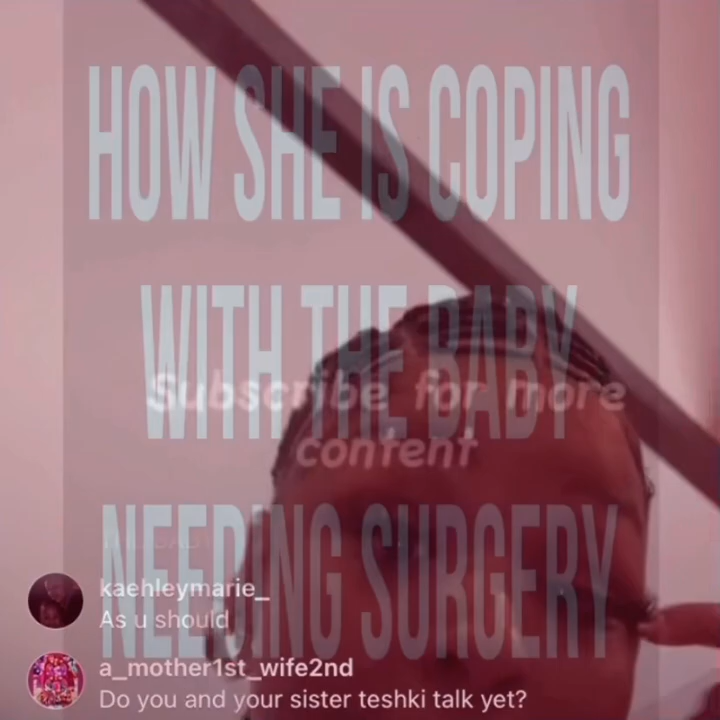 HOW SHE IS COPING
WITH THE BABY
Subscribe for more
content
NEEDING SURGERY
kaehleymarie_
As u should
a_mother1st_wife2nd
Do you and your sister teshki talk yet?